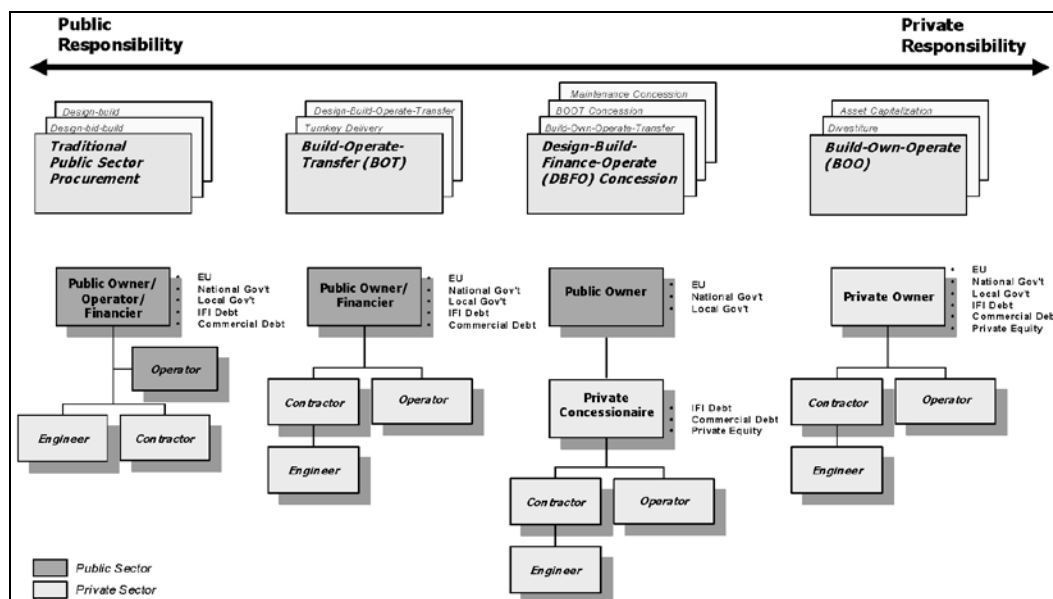 Public
Responsibility
Private
Responsibility
Design-build
Design-bid-build
Traditional
Public Sector
Procurement
Design-Build-Operate-Transfer
Turnkey Delivery
Build-Operate-
Transfer (BOT)
Maintenance Concession
BOOT Concession
Build-Own-Operate-Transfer
Design-Build-
Finance-Operate
(DBFO) Concession
Asset Capitalization
Divestiture
Build-Own-Operate
(BOO)
Public Owner/
Operator/
Financier
• EU
• National Gov't
• Local Gov't
• IFI Debt
• Commercial Debt
Operator
Engineer
Contractor
Public Owner/
Financier
• EU
• National Gov't
• Local Gov't
• IFI Debt
• Commercial Debt
Contractor
Operator
Engineer
Public Owner
• EU
• National Gov't
• Local Gov't
Private
Concessionaire
• IFI Debt
• Commercial Debt
• Private Equity
Contractor
Operator
Engineer
Private Owner
• EU
• National Gov't
• Local Gov't
• IFI Debt
• Commercial Debt
• Private Equity
Contractor
Operator
Engineer
Public Sector
Private Sector